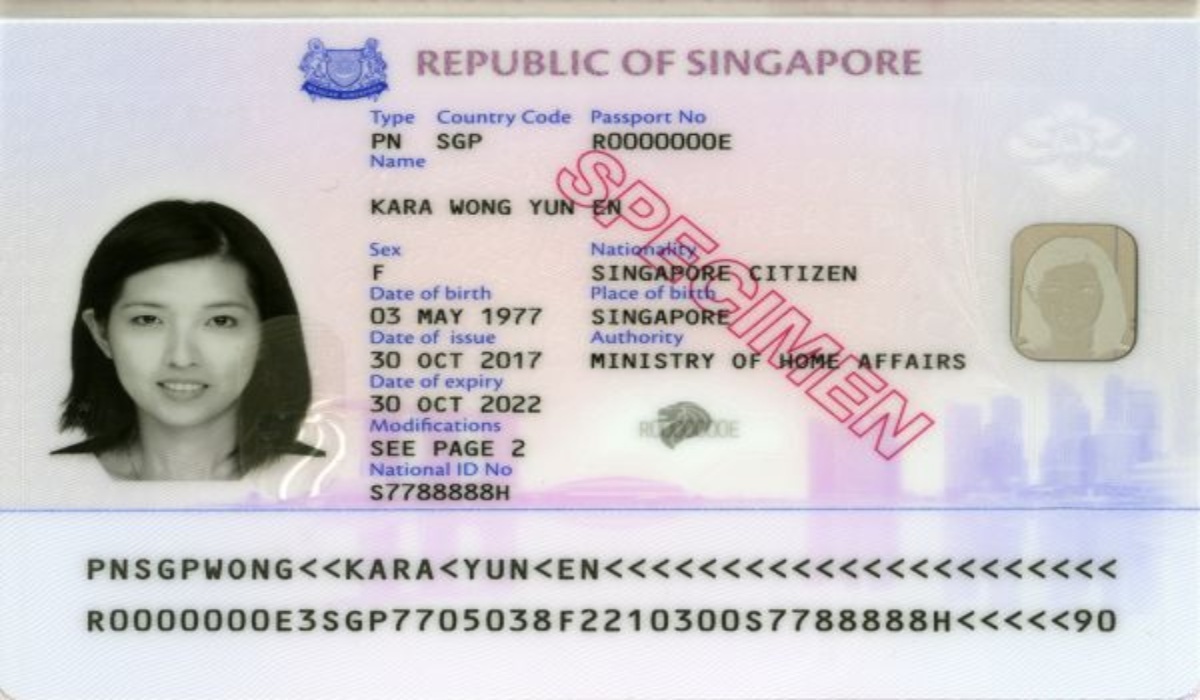 REPUBLIC OF SINGAPORE
Type Country Code Passport No
PN SGP R0000000E
Name
KARA WONG YUN EN
Sex Nationality
F SINGAPORE CITIZEN
Date of birth Place of birth
03 MAY 1977 SINGAPORE
Date of issue Authority
30 OCT 2017 MINISTRY OF HOME AFFAIRS
Date of expiry
30 OCT 2022
Modifications
SEE PAGE 2
National ID No
S7788888H
SPECIMEN
PNSGPWONG<<KARA<YUN<EN<<<<<<<<<<<<<<<<<<<<<<
R0000000E3SGP7705038F2210300S7788888H<<<<<90